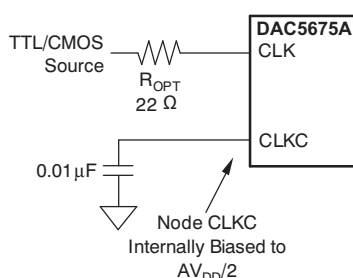 DAC5675A
TTL/CMOS
Source
CLK
R_OPT
22 Ω
CLKC
0.01 µF
Node CLKC
Internally Biased to
AV_DD/2